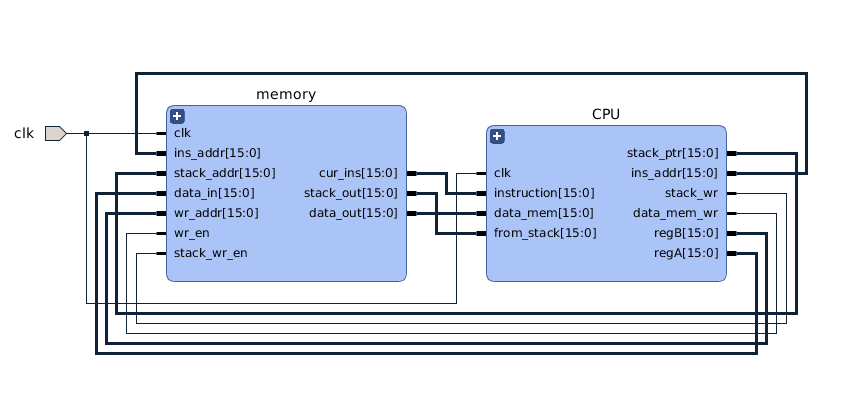 memory
CPU
clk
clk
ins_addr[15:0]
stack_addr[15:0]
data_in[15:0]
wr_addr[15:0]
wr_en
stack_wr_en
cur_ins[15:0]
stack_out[15:0]
data_out[15:0]
clk
instruction[15:0]
data_mem[15:0]
from_stack[15:0]
stack_ptr[15:0]
ins_addr[15:0]
stack_wr
data_mem_wr
regB[15:0]
regA[15:0]